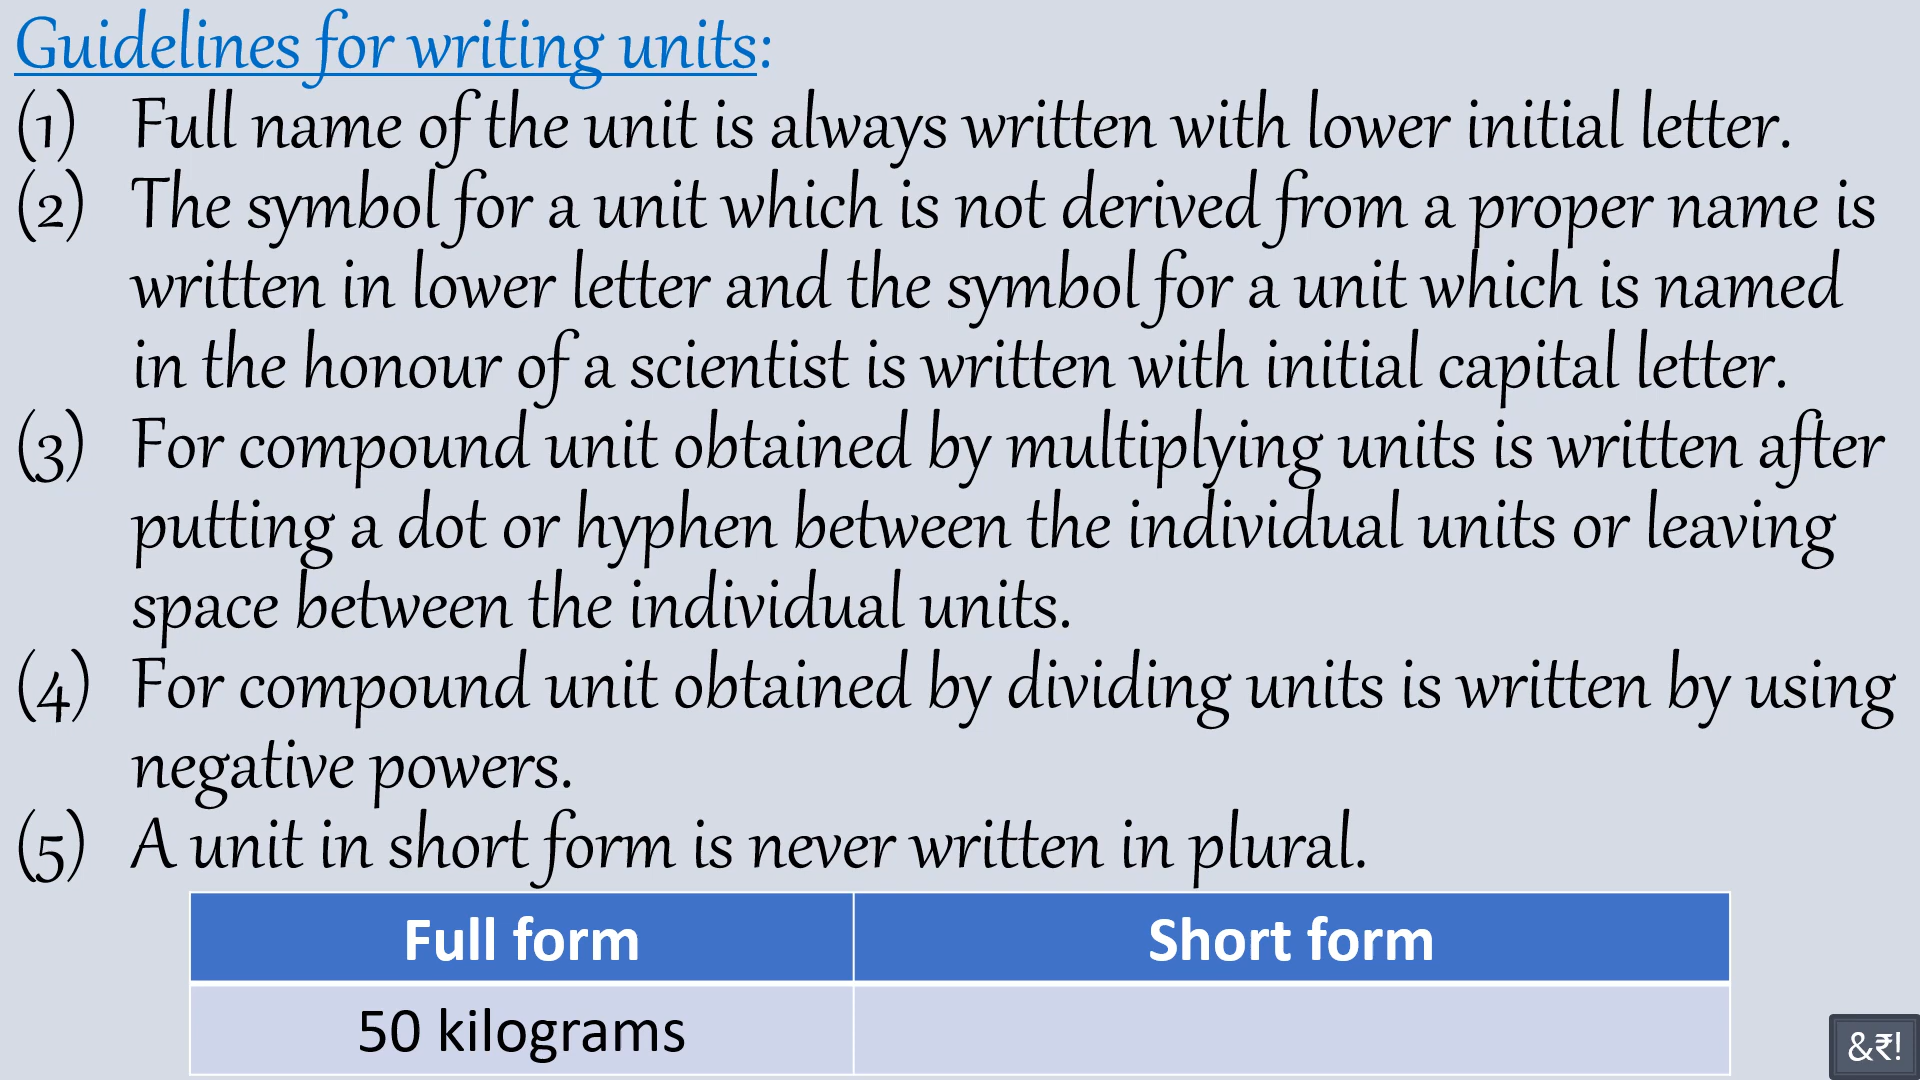 Guidelines for writing units:
(1) Full name of the unit is always written with lower initial letter.
(2) The symbol for a unit which is not derived from a proper name is
written in lower letter and the symbol for a unit which is named
in the honour of a scientist is written with initial capital letter.
(3) For compound unit obtained by multiplying units is written after
putting a dot or hyphen between the individual units or leaving
space between the individual units.
(4) For compound unit obtained by dividing units is written by using
negative powers.
(5) A unit in short form is never written in plural.
Full form Short form
50 kilograms
&₹!